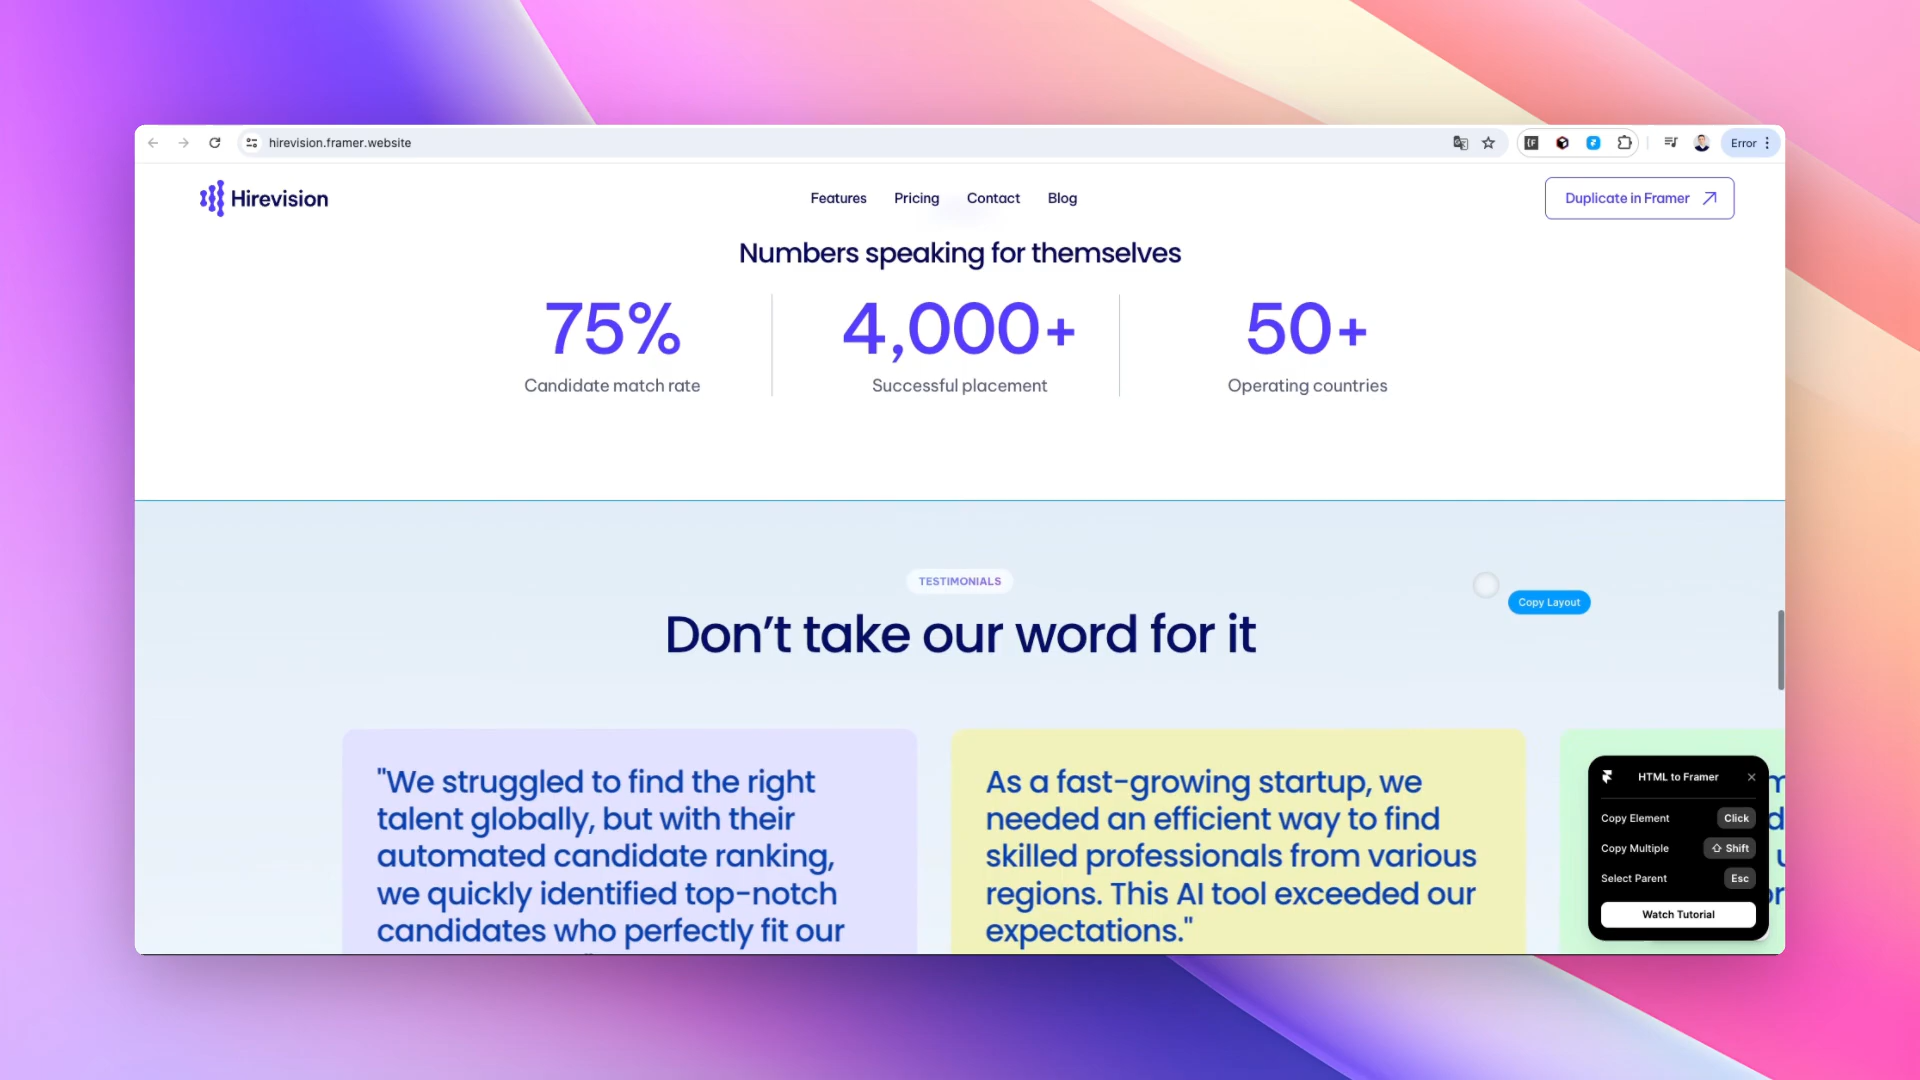 hirevision.framer.website
Error
Hirevision
Features Pricing Contact Blog
Duplicate in Framer
Numbers speaking for themselves
75% 4,000+ 50+
Candidate match rate Successful placement Operating countries
TESTIMONIALS
Copy Layout
Don’t take our word for it
"We struggled to find the right
talent globally, but with their
automated candidate ranking,
we quickly identified top-notch
candidates who perfectly fit our
As a fast-growing startup, we
needed an efficient way to find
skilled professionals from various
regions. This AI tool exceeded our
expectations."
HTML to Framer
Copy Element Click
Copy Multiple Shift
Select Parent Esc
Watch Tutorial